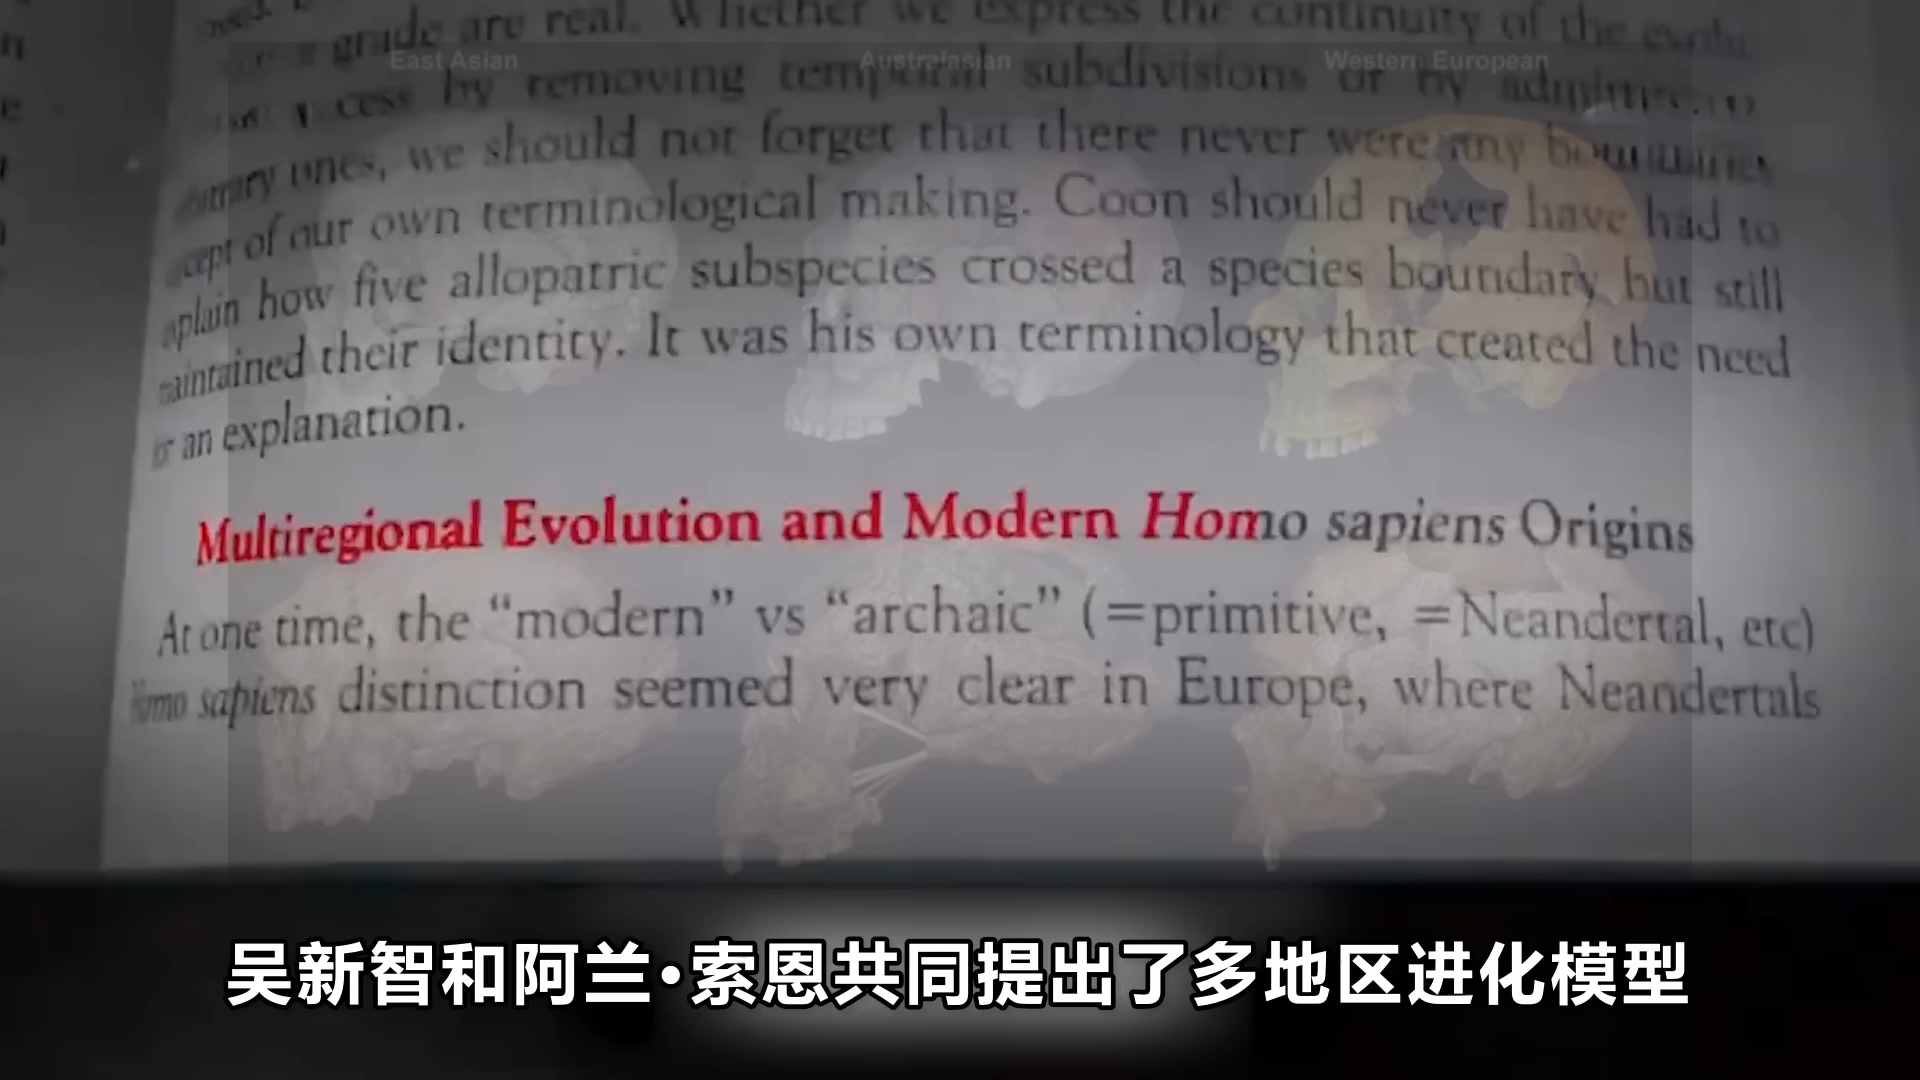 grade are real. Whether we express the continuity of the
East Asian Australasian Western European
by removing temporal subdivisions or by
ones, we should not forget that there never were any boundaries
of our own terminological making. Coon should never have had to
explain how five allopatric subspecies crossed a species boundary but still
maintained their identity. It was his own terminology that created the need
for an explanation.
Multiregional Evolution and Modern Homo sapiens Origins
At one time, the “modern” vs “archaic” (=primitive, =Neandertal, etc)
Homo sapiens distinction seemed very clear in Europe, where Neandertals
吴新智和阿兰·索恩共同提出了多地区进化模型